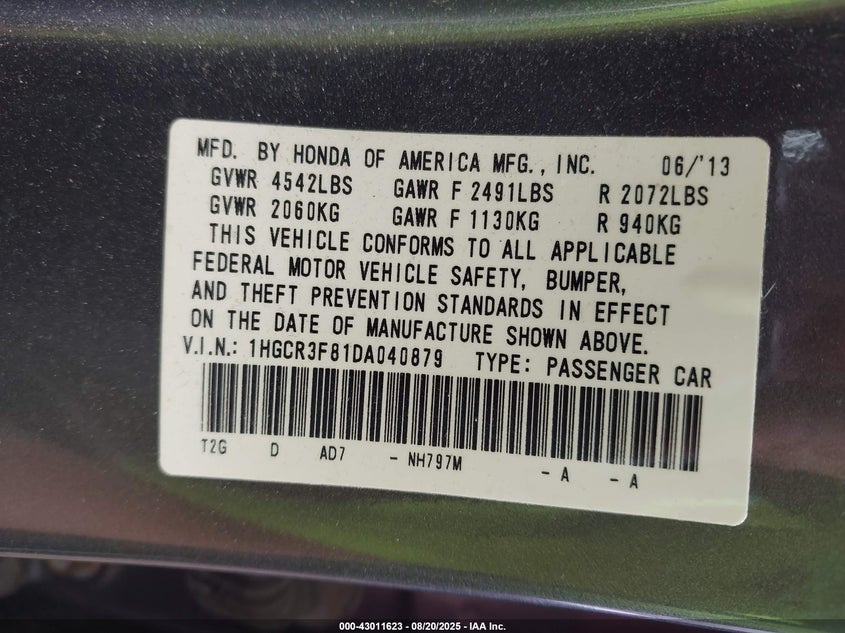 MFD. BY HONDA OF AMERICA MFG., INC. 06/'13
GVWR 4542LBS GAWR F 2491LBS R 2072LBS
GVWR 2060KG GAWR F 1130KG R 940KG
THIS VEHICLE CONFORMS TO ALL APPLICABLE
FEDERAL MOTOR VEHICLE SAFETY, BUMPER,
AND THEFT PREVENTION STANDARDS IN EFFECT
ON THE DATE OF MANUFACTURE SHOWN ABOVE.
V.I.N.: 1HGCR3F81DA040879 TYPE: PASSENGER CAR
T2G D AD7 - NH797M - A - A
000-43011623 - 08/20/2025 - IAA Inc.